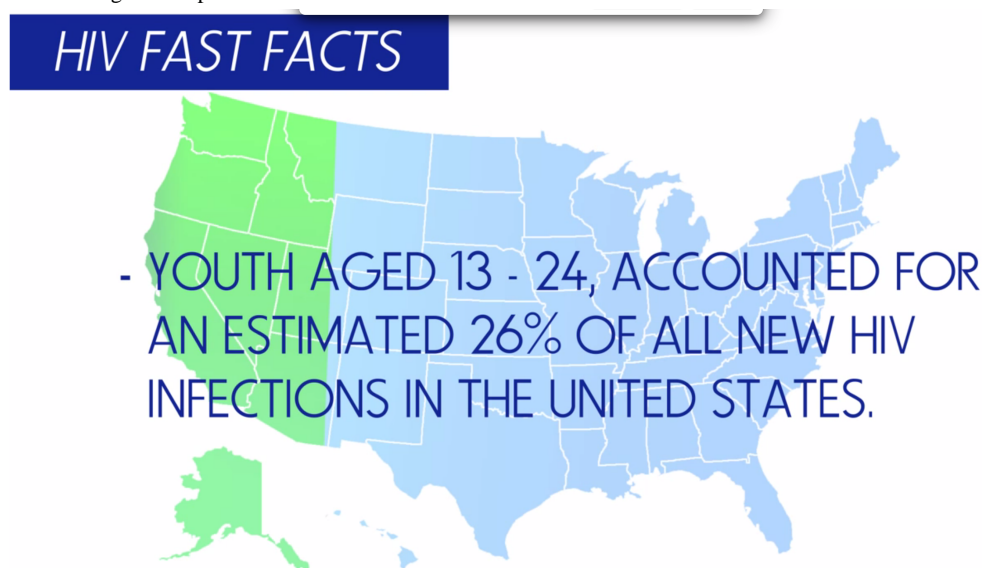 HIV FAST FACTS
- YOUTH AGED 13 - 24, ACCOUNTED FOR
AN ESTIMATED 26% OF ALL NEW HIV
INFECTIONS IN THE UNITED STATES.